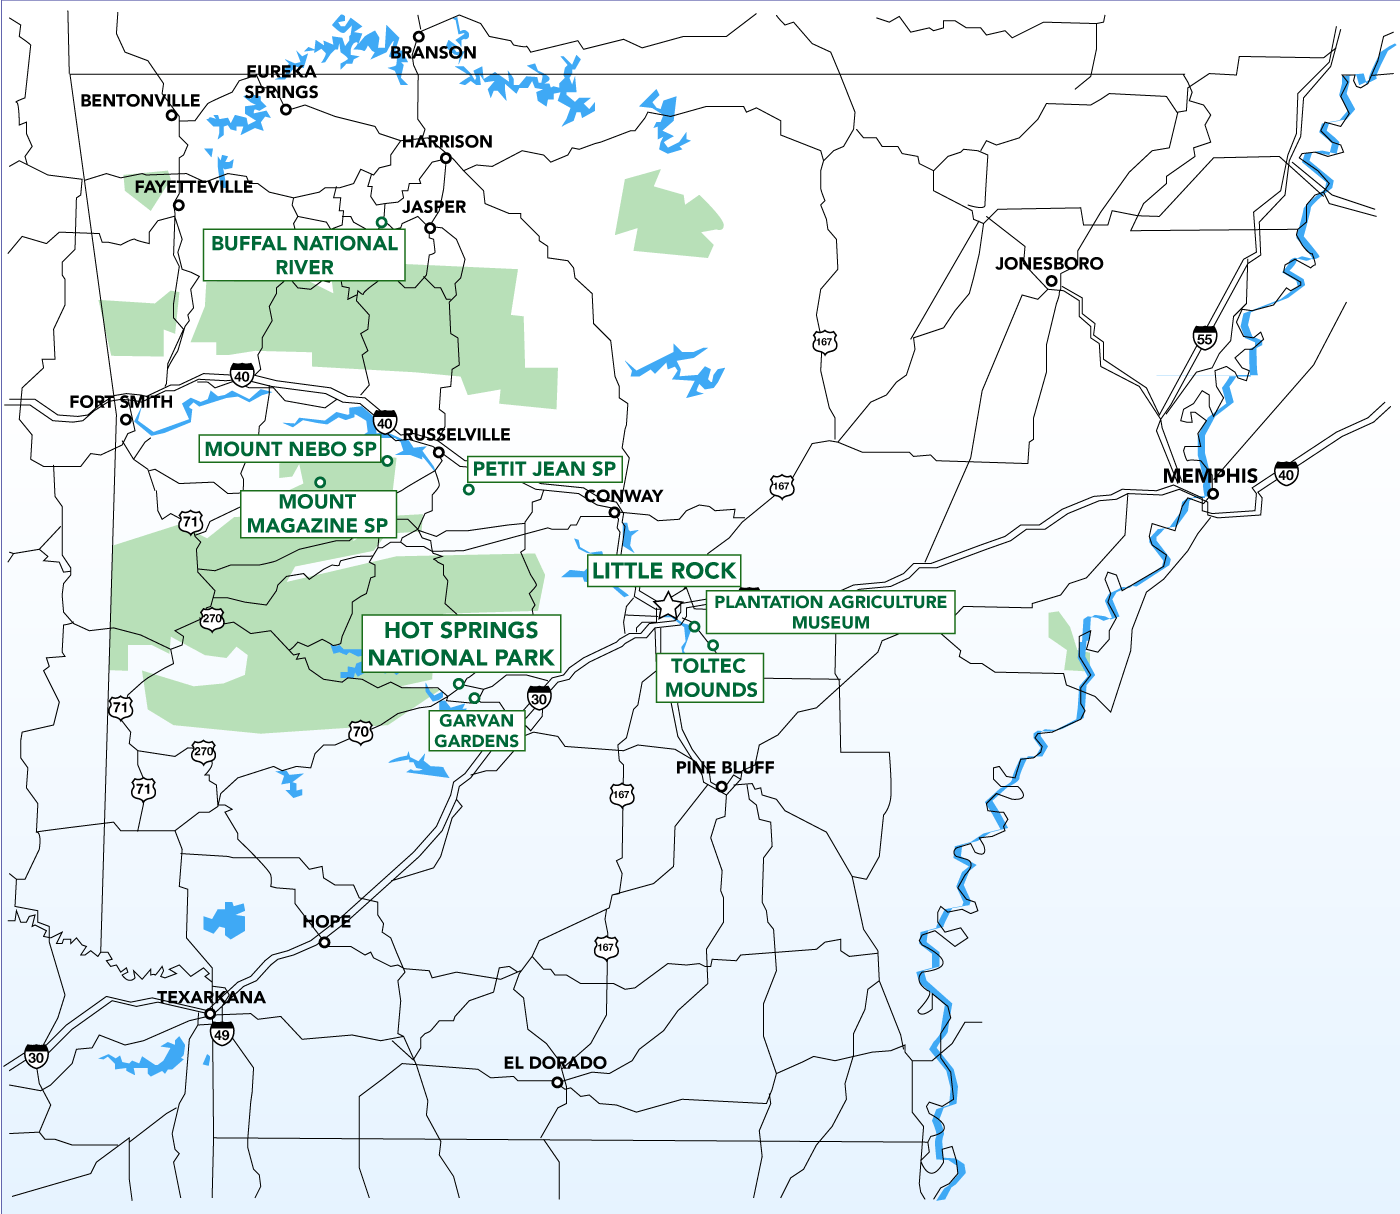 BRANSON
EUREKA
SPRINGS
BENTONVILLE
HARRISON
FAYETTEVILLE
JASPER
BUFFAL NATIONAL
RIVER
JONESBORO
55
167
40
FORT SMITH
40
RUSSELVILLE
MOUNT NEBO SP
PETIT JEAN SP
MEMPHIS
40
167
CONWAY
MOUNT
MAGAZINE SP
71
LITTLE ROCK
PLANTATION AGRICULTURE
MUSEUM
270
HOT SPRINGS
NATIONAL PARK
TOLTEC
MOUNDS
30
71
GARVAN
GARDENS
70
270
PINE BLUFF
71
167
HOPE
167
TEXARKANA
49
30
EL DORADO